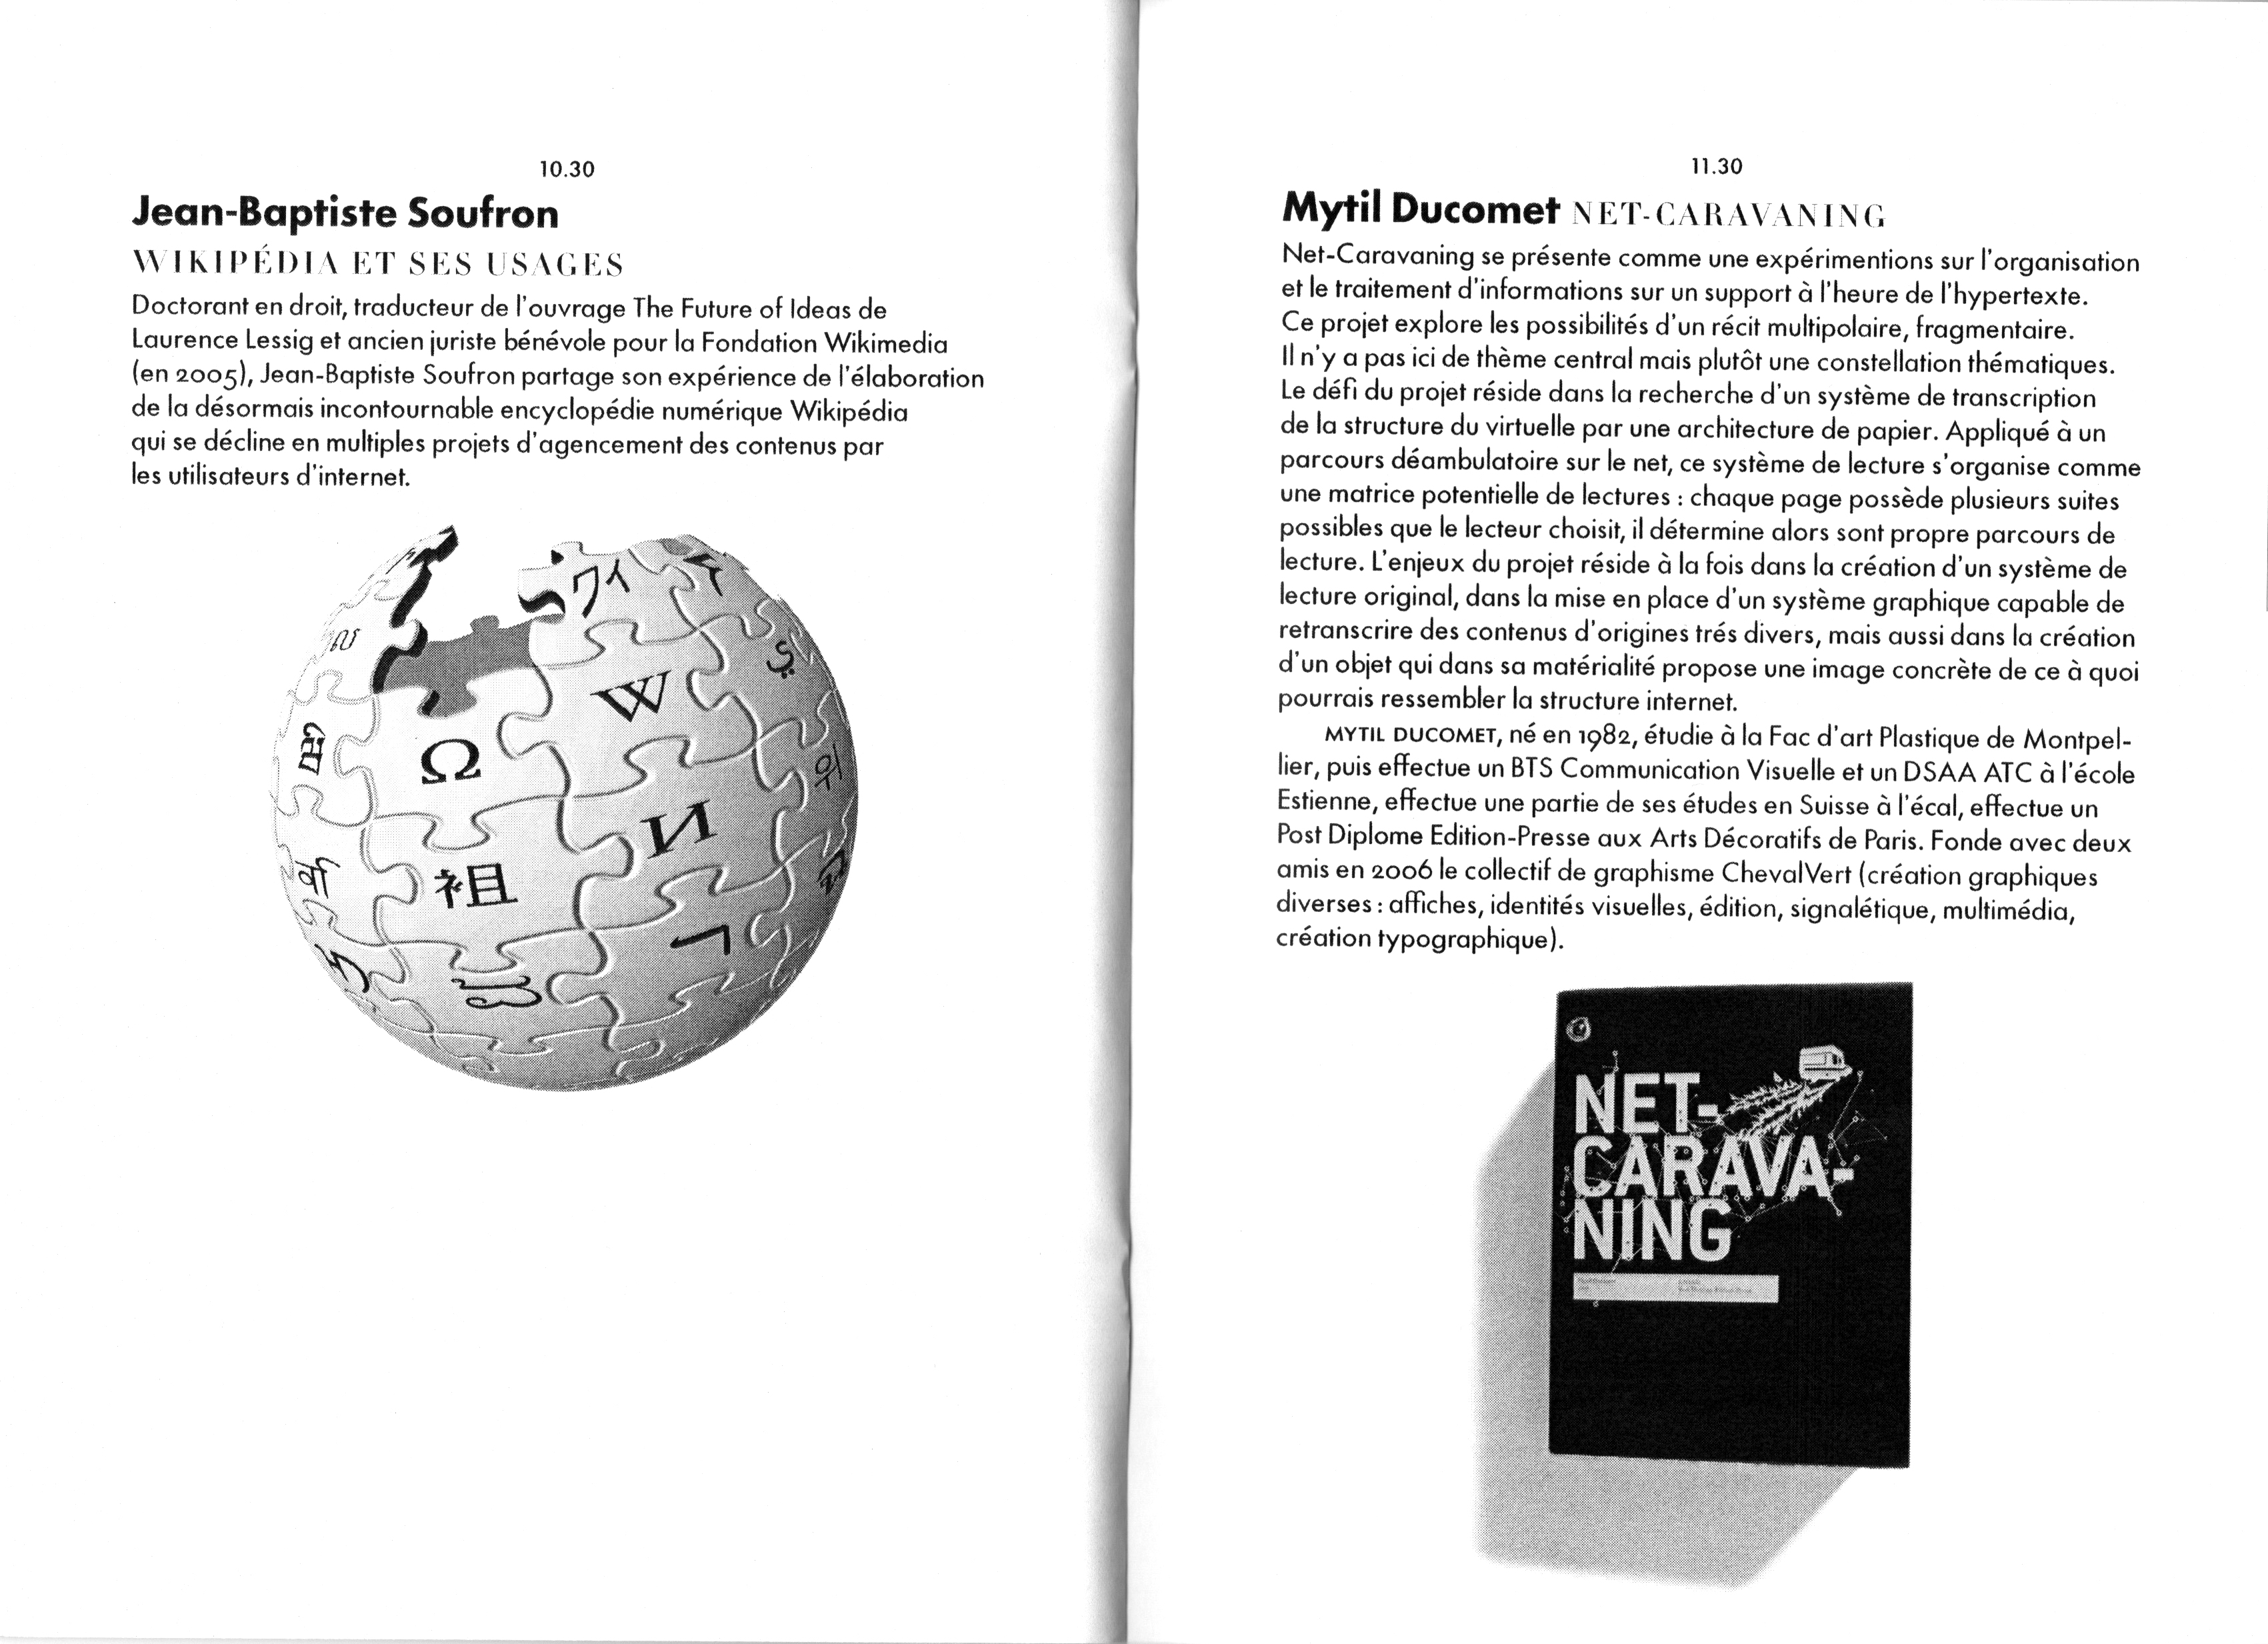 10.30
Jean-Baptiste Soufron
WIKIPÉDIA ET SES USAGES
Doctorant en droit, traducteur de l'ouvrage The Future of Ideas de
Laurence Lessig et ancien juriste bénévole pour la Fondation Wikimedia
(en 2005), Jean-Baptiste Soufron partage son expérience de l'élaboration
de la désormais incontournable encyclopédie numérique Wikipédia
qui se décline en multiples projets d'agencement des contenus par
les utilisateurs d'internet.
ウィ
W
Ω
И
祖
위
र्वि
11.30
Mytil Ducomet NET-CARAVANING
Net-Caravaning se présente comme une expérimentions sur l'organisation
et le traitement d'informations sur un support à l'heure de l'hypertexte.
Ce projet explore les possibilités d'un récit multipolaire, fragmentaire.
Il n'y a pas ici de thème central mais plutôt une constellation thématiques.
Le défi du projet réside dans la recherche d'un système de transcription
de la structure du virtuelle par une architecture de papier. Appliqué à un
parcours déambulatoire sur le net, ce système de lecture s'organise comme
une matrice potentielle de lectures : chaque page possède plusieurs suites
possibles que le lecteur choisit, il détermine alors sont propre parcours de
lecture. L'enjeux du projet réside à la fois dans la création d'un système de
lecture original, dans la mise en place d'un système graphique capable de
retranscrire des contenus d'origines trés divers, mais aussi dans la création
d'un objet qui dans sa matérialité propose une image concrète de ce à quoi
pourrais ressembler la structure internet.
MYTIL DUCOMET, né en 1982, étudie à la Fac d'art Plastique de Montpel-
lier, puis effectue un BTS Communication Visuelle et un DSAA ATC à l'école
Estienne, effectue une partie de ses études en Suisse à l'écal, effectue un
Post Diplome Edition-Presse aux Arts Décoratifs de Paris. Fonde avec deux
amis en 2006 le collectif de graphisme ChevalVert (création graphiques
diverses : affiches, identités visuelles, édition, signalétique, multimédia,
création typographique).
NET-
CARAVA-
NING